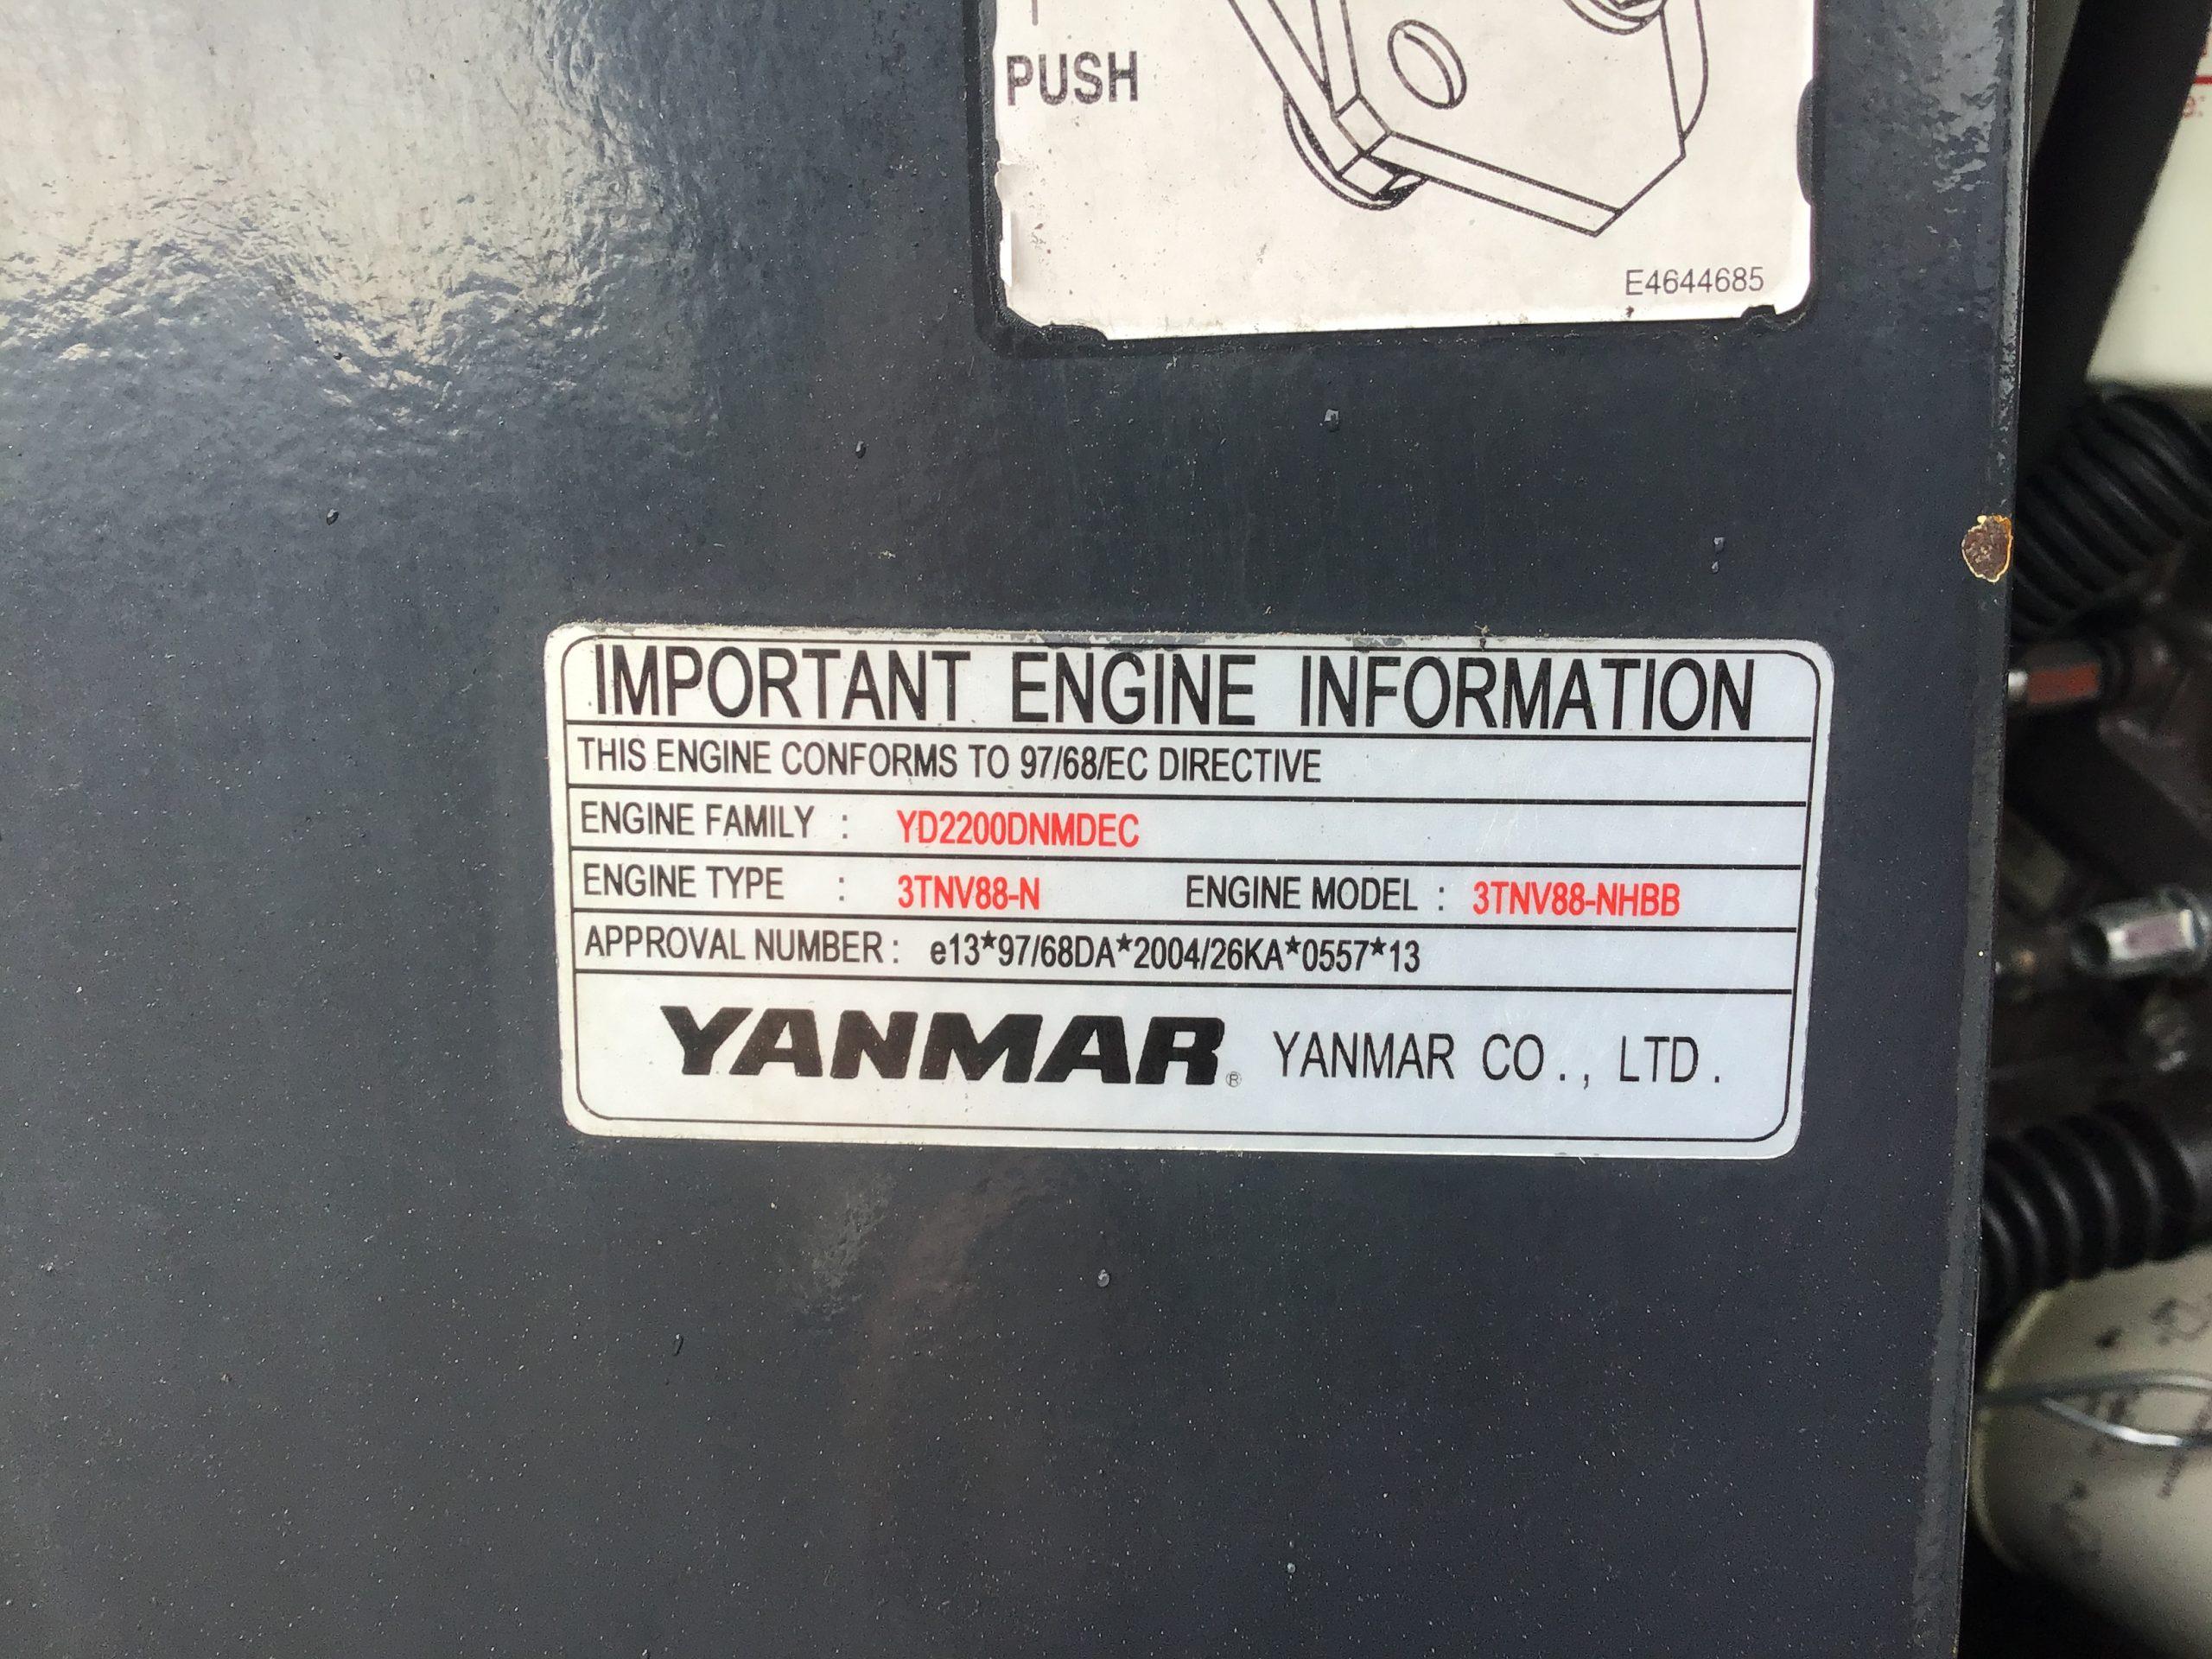 PUSH
E4644685
IMPORTANT ENGINE INFORMATION
THIS ENGINE CONFORMS TO 97/68/EC DIRECTIVE
ENGINE FAMILY : YD2200DNMDEC
ENGINE TYPE : 3TNV88-N ENGINE MODEL : 3TNV88-NHBB
APPROVAL NUMBER : e13*97/68DA*2004/26KA*0557*13
YANMAR® YANMAR CO., LTD.